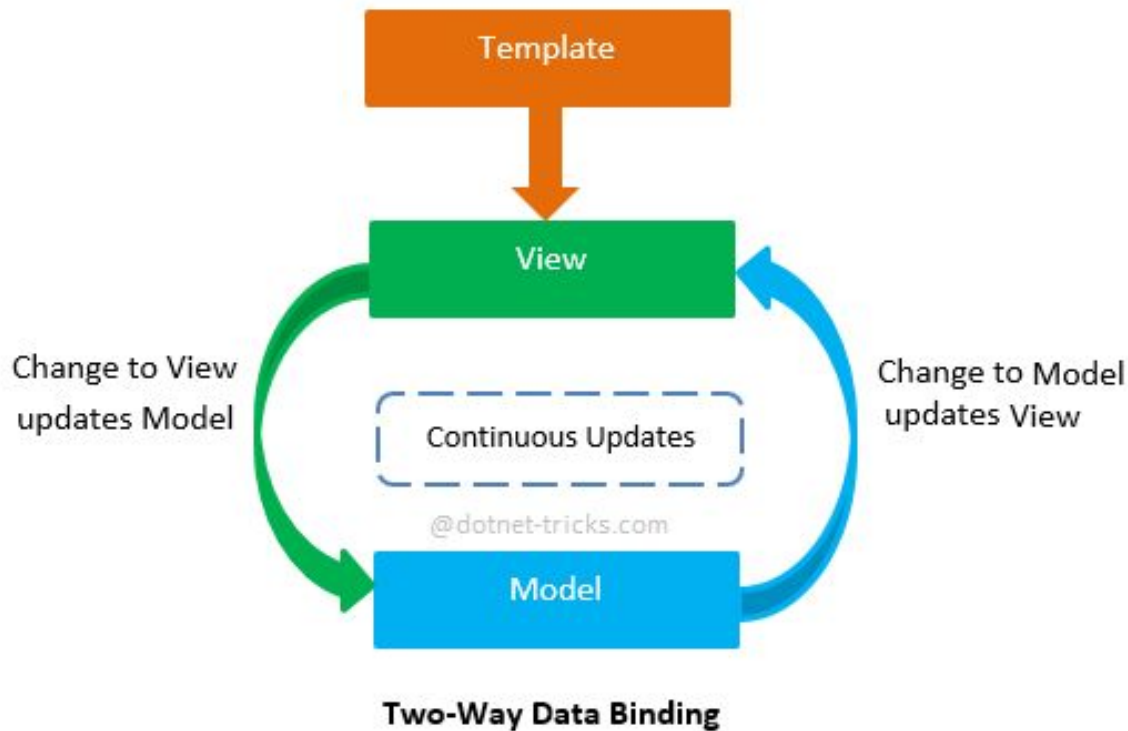 Template
View
Change to View
updates Model
Change to Model
updates View
Continuous Updates
@dotnet-tricks.com
Model
Two-Way Data Binding